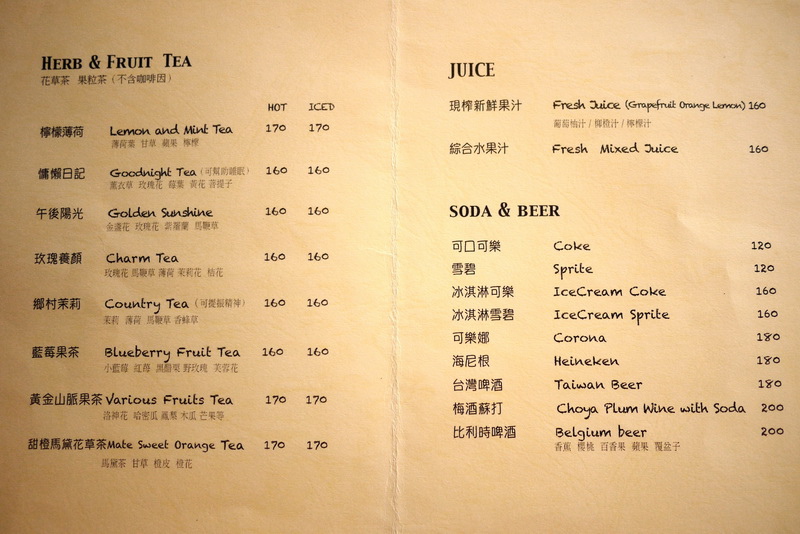 HERB & FRUIT TEA
花草茶 果粒茶（不含咖啡因）
HOT ICED
檸檬薄荷 Lemon and Mint Tea 170 170
薄荷葉 甘草 蘋果 檸檬
慵懶日記 Goodnight Tea（可幫助睡眠） 160 160
薰衣草 玫瑰花 莓葉 黃花 菩提子
午後陽光 Golden Sunshine 160 160
金盞花 玫瑰花 紫羅蘭 馬鞭草
玫瑰養顏 Charm Tea 160 160
玫瑰花 馬鞭草 薄荷 茉莉花 桔花
鄉村茉莉 Country Tea（可提振精神） 160 160
茉莉 薄荷 馬鞭草 香蜂草
藍莓果茶 Blueberry Fruit Tea 160 160
小藍莓 紅莓 黑醋栗 野玫瑰 芙蓉花
黃金山脈果茶 Various Fruits Tea 170 170
洛神花 哈密瓜 鳳梨 木瓜 芒果等
甜橙馬黛花草茶 Mate Sweet Orange Tea 170 170
馬黛茶 甘草 橙皮 橙花
JUICE
現榨新鮮果汁 Fresh Juice (Grapefruit Orange Lemon) 160
葡萄柚汁 / 柳橙汁 / 檸檬汁
綜合水果汁 Fresh Mixed Juice 160
SODA & BEER
可口可樂 Coke 120
雪碧 Sprite 120
冰淇淋可樂 IceCream Coke 160
冰淇淋雪碧 IceCream Sprite 160
可樂娜 Corona 180
海尼根 Heineken 180
台灣啤酒 Taiwan Beer 180
梅酒蘇打 Choya Plum Wine with Soda 200
比利時啤酒 Belgium beer 200
香蕉 櫻桃 百香果 蘋果 覆盆子